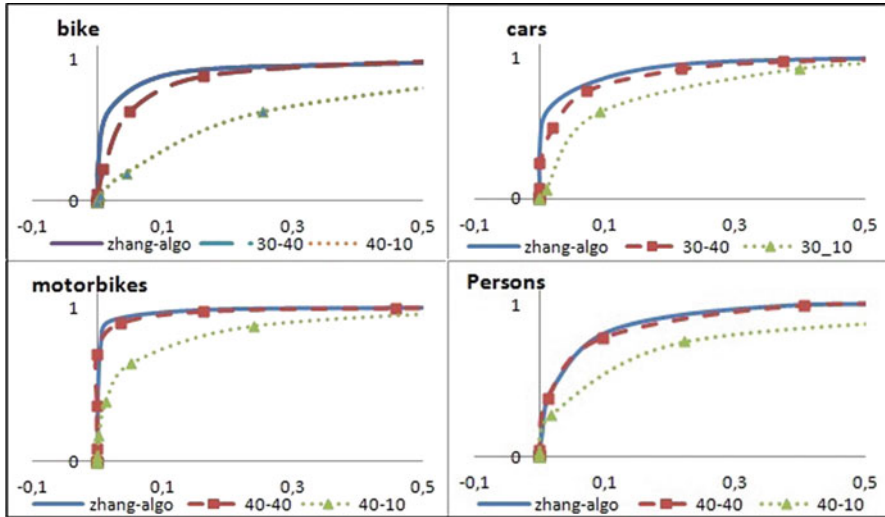 bike
1
0
-0,1 0,1 0,3 0,5
zhang-algo 30-40 40-10
cars
1
0
-0,1 0,1 0,3 0,5
zhang-algo 30-40 30_10
motorbikes
1
0
-0,1 0,1 0,3 0,5
zhang-algo 40-40 40-10
Persons
1
0
-0,1 0,1 0,3 0,5
zhang-algo 40-40 40-10